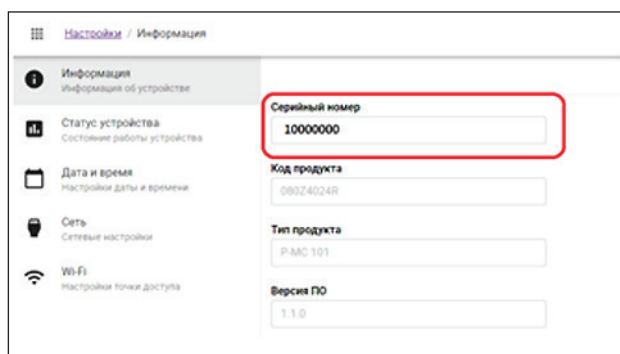 Настройки / Информация
Информация
Информация об устройстве
Статус устройства
Состояние работы устройства
Дата и время
Настройки даты и времени
Сеть
Сетевые настройки
Wi-Fi
Настройки точки доступа
Серийный номер
10000000
Код продукта
080Z4024R
Тип продукта
P-MC 101
Версия ПО
1.1.0